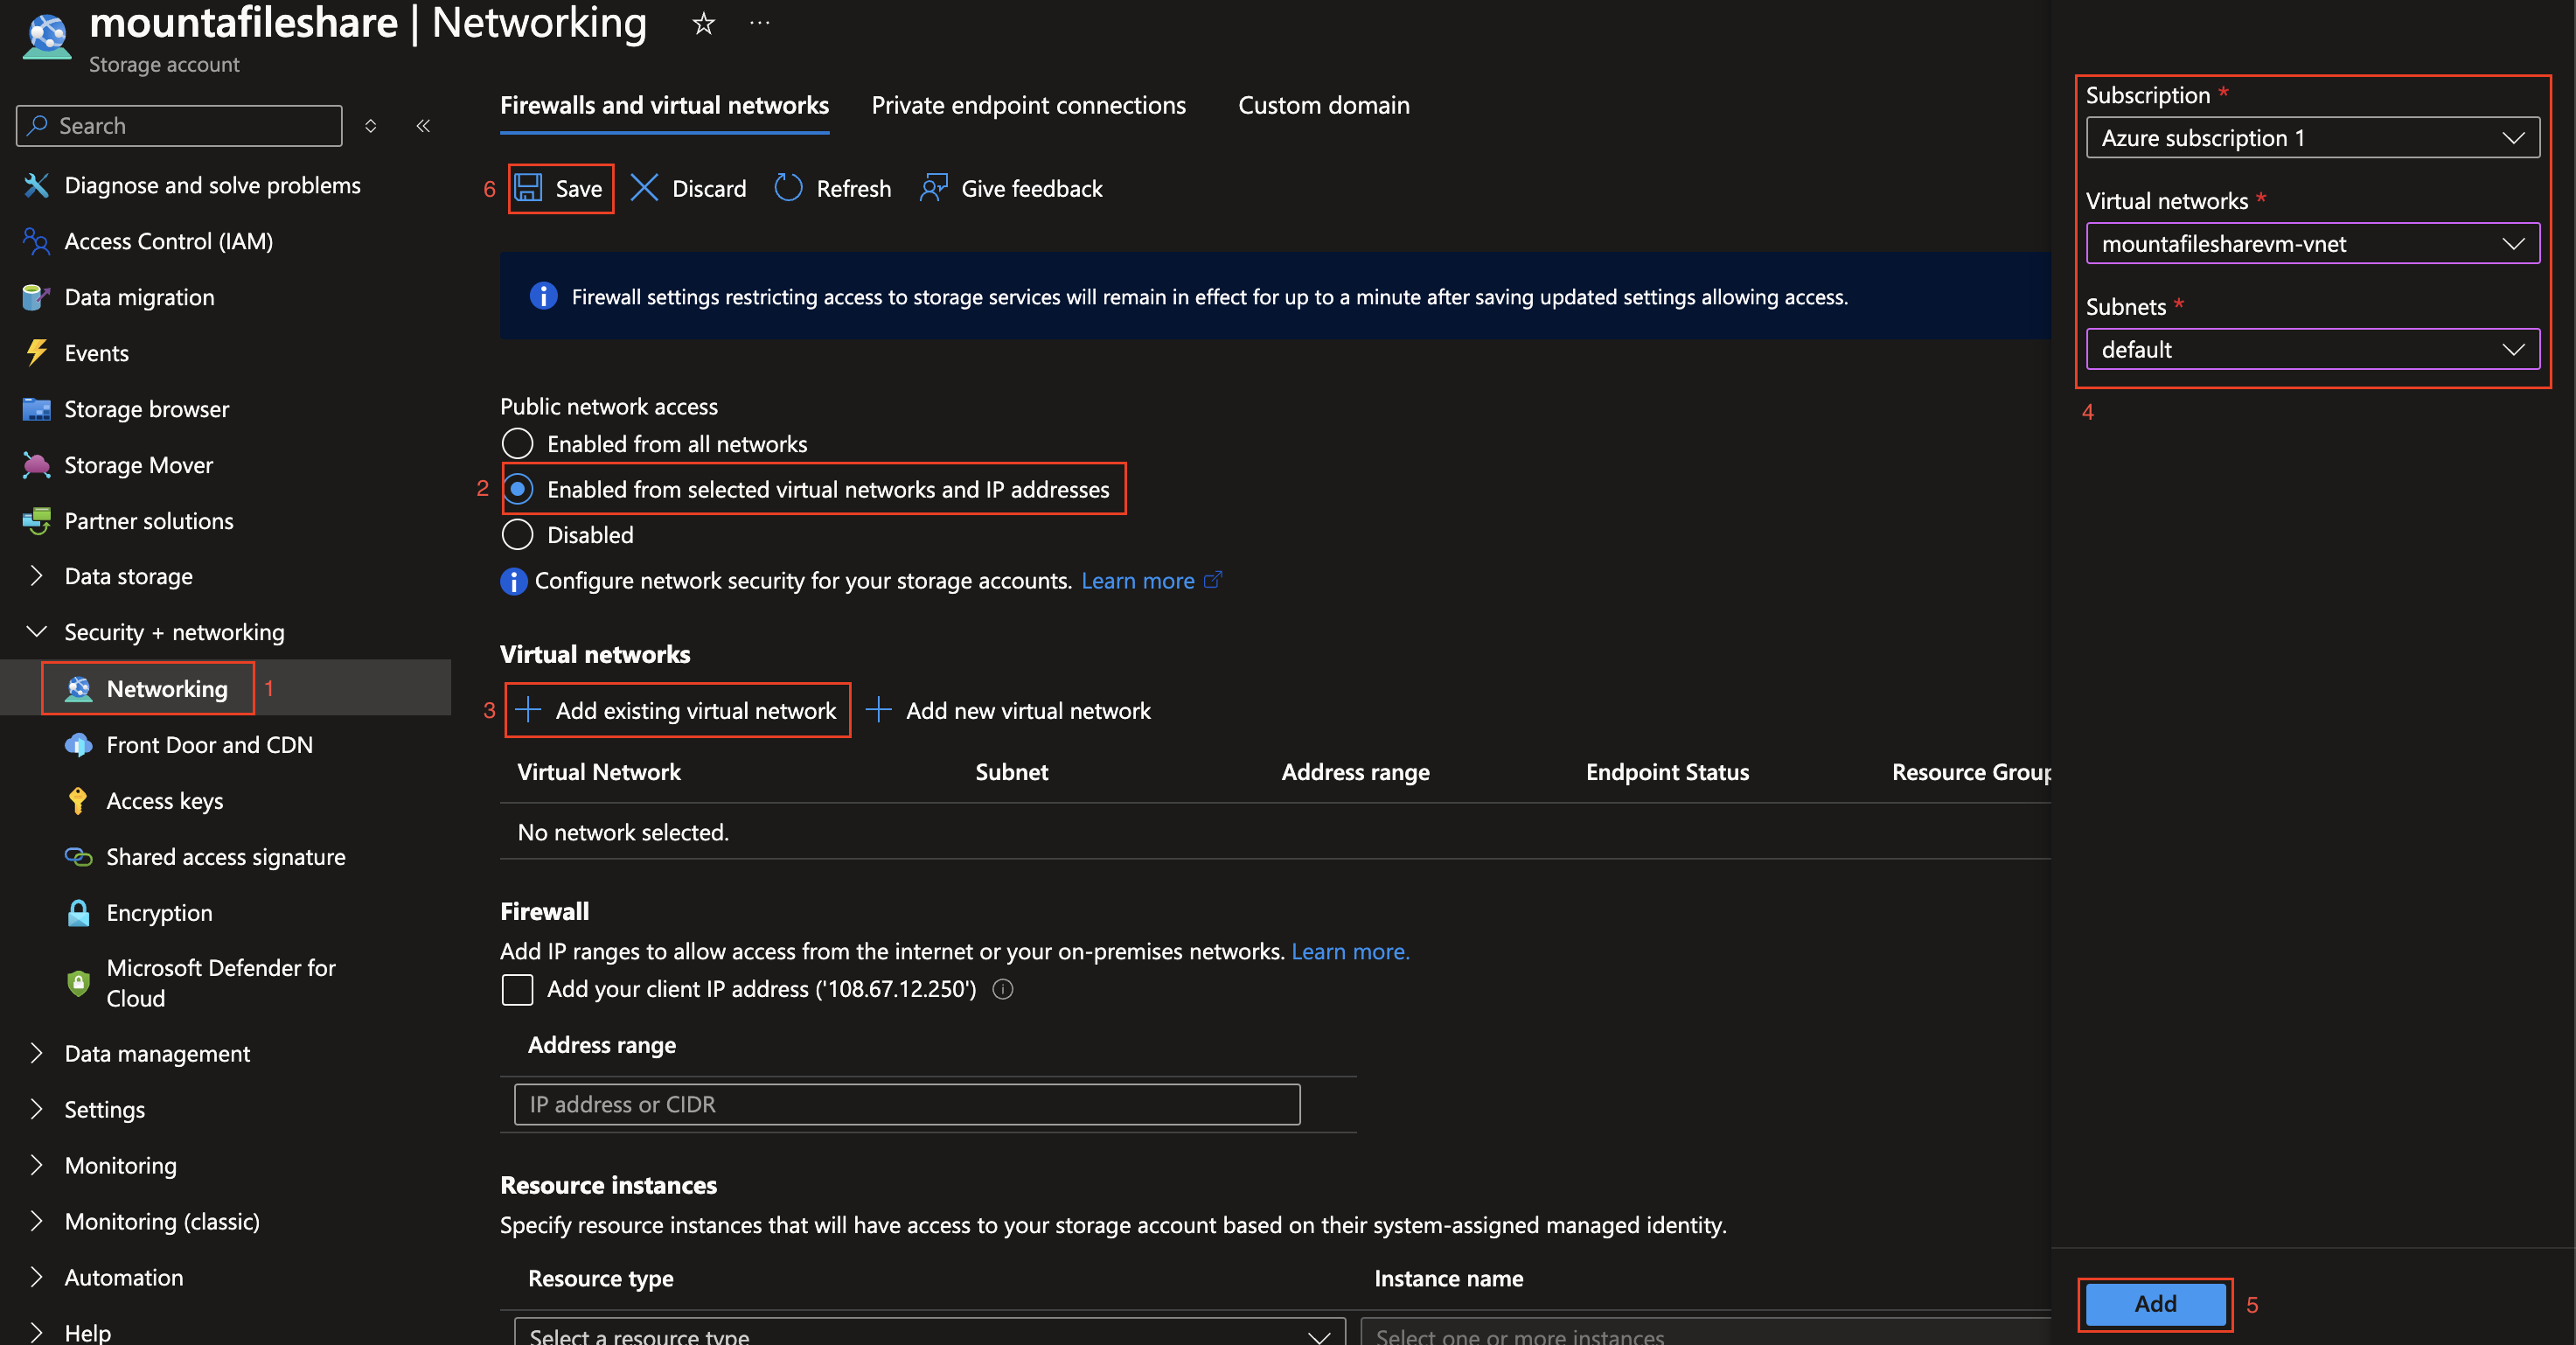 mountafileshare | Networking
Storage account
Search
Diagnose and solve problems
Access Control (IAM)
Data migration
Events
Storage browser
Storage Mover
Partner solutions
Data storage
Security + networking
Networking 1
Front Door and CDN
Access keys
Shared access signature
Encryption
Microsoft Defender for
Cloud
Data management
Settings
Monitoring
Monitoring (classic)
Automation
Help
Firewalls and virtual networks Private endpoint connections Custom domain
6 Save Discard Refresh Give feedback
Firewall settings restricting access to storage services will remain in effect for up to a minute after saving updated settings allowing access.
Public network access
Enabled from all networks
2 Enabled from selected virtual networks and IP addresses
Disabled
Configure network security for your storage accounts. Learn more
Virtual networks
3 Add existing virtual network Add new virtual network
Virtual Network Subnet Address range Endpoint Status Resource Group
No network selected.
Firewall
Add IP ranges to allow access from the internet or your on-premises networks. Learn more.
Add your client IP address ('108.67.12.250')
Address range
IP address or CIDR
Resource instances
Specify resource instances that will have access to your storage account based on their system-assigned managed identity.
Resource type Instance name
Select a resource type Select one or more instances
Subscription *
Azure subscription 1
Virtual networks *
mountafilesharevm-vnet
Subnets *
default
4
Add 5